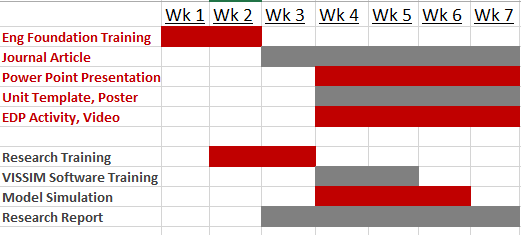 Wk 1 Wk 2 Wk 3 Wk 4 Wk 5 Wk 6 Wk 7
Eng Foundation Training
Journal Article
Power Point Presentation
Unit Template, Poster
EDP Activity, Video
Research Training
VISSIM Software Training
Model Simulation
Research Report